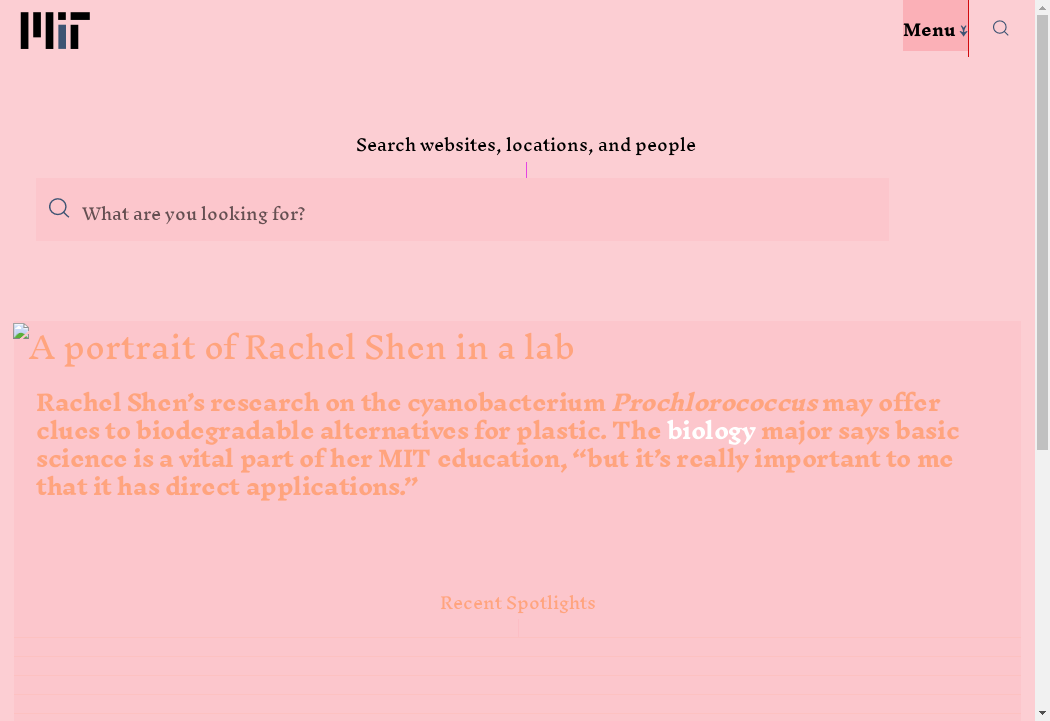 MIT
Menu
Search websites, locations, and people
What are you looking for?
A portrait of Rachel Shen in a lab
Rachel Shen’s research on the cyanobacterium Prochlorococcus may offer
clues to biodegradable alternatives for plastic. The biology major says basic
science is a vital part of her MIT education, “but it’s really important to me
that it has direct applications.”
Recent Spotlights